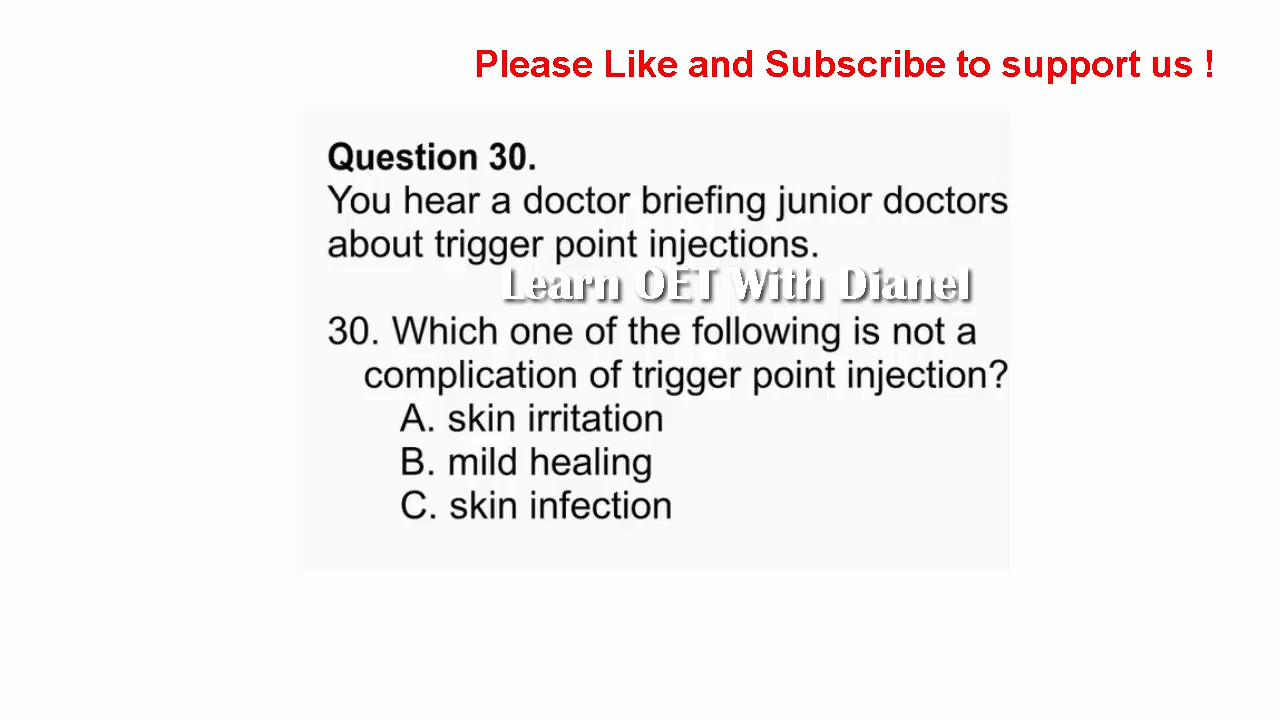 Please Like and Subscribe to support us !
Question 30.
You hear a doctor briefing junior doctors
about trigger point injections.
Learn OET With Dianel
30. Which one of the following is not a
complication of trigger point injection?
A. skin irritation
B. mild healing
C. skin infection